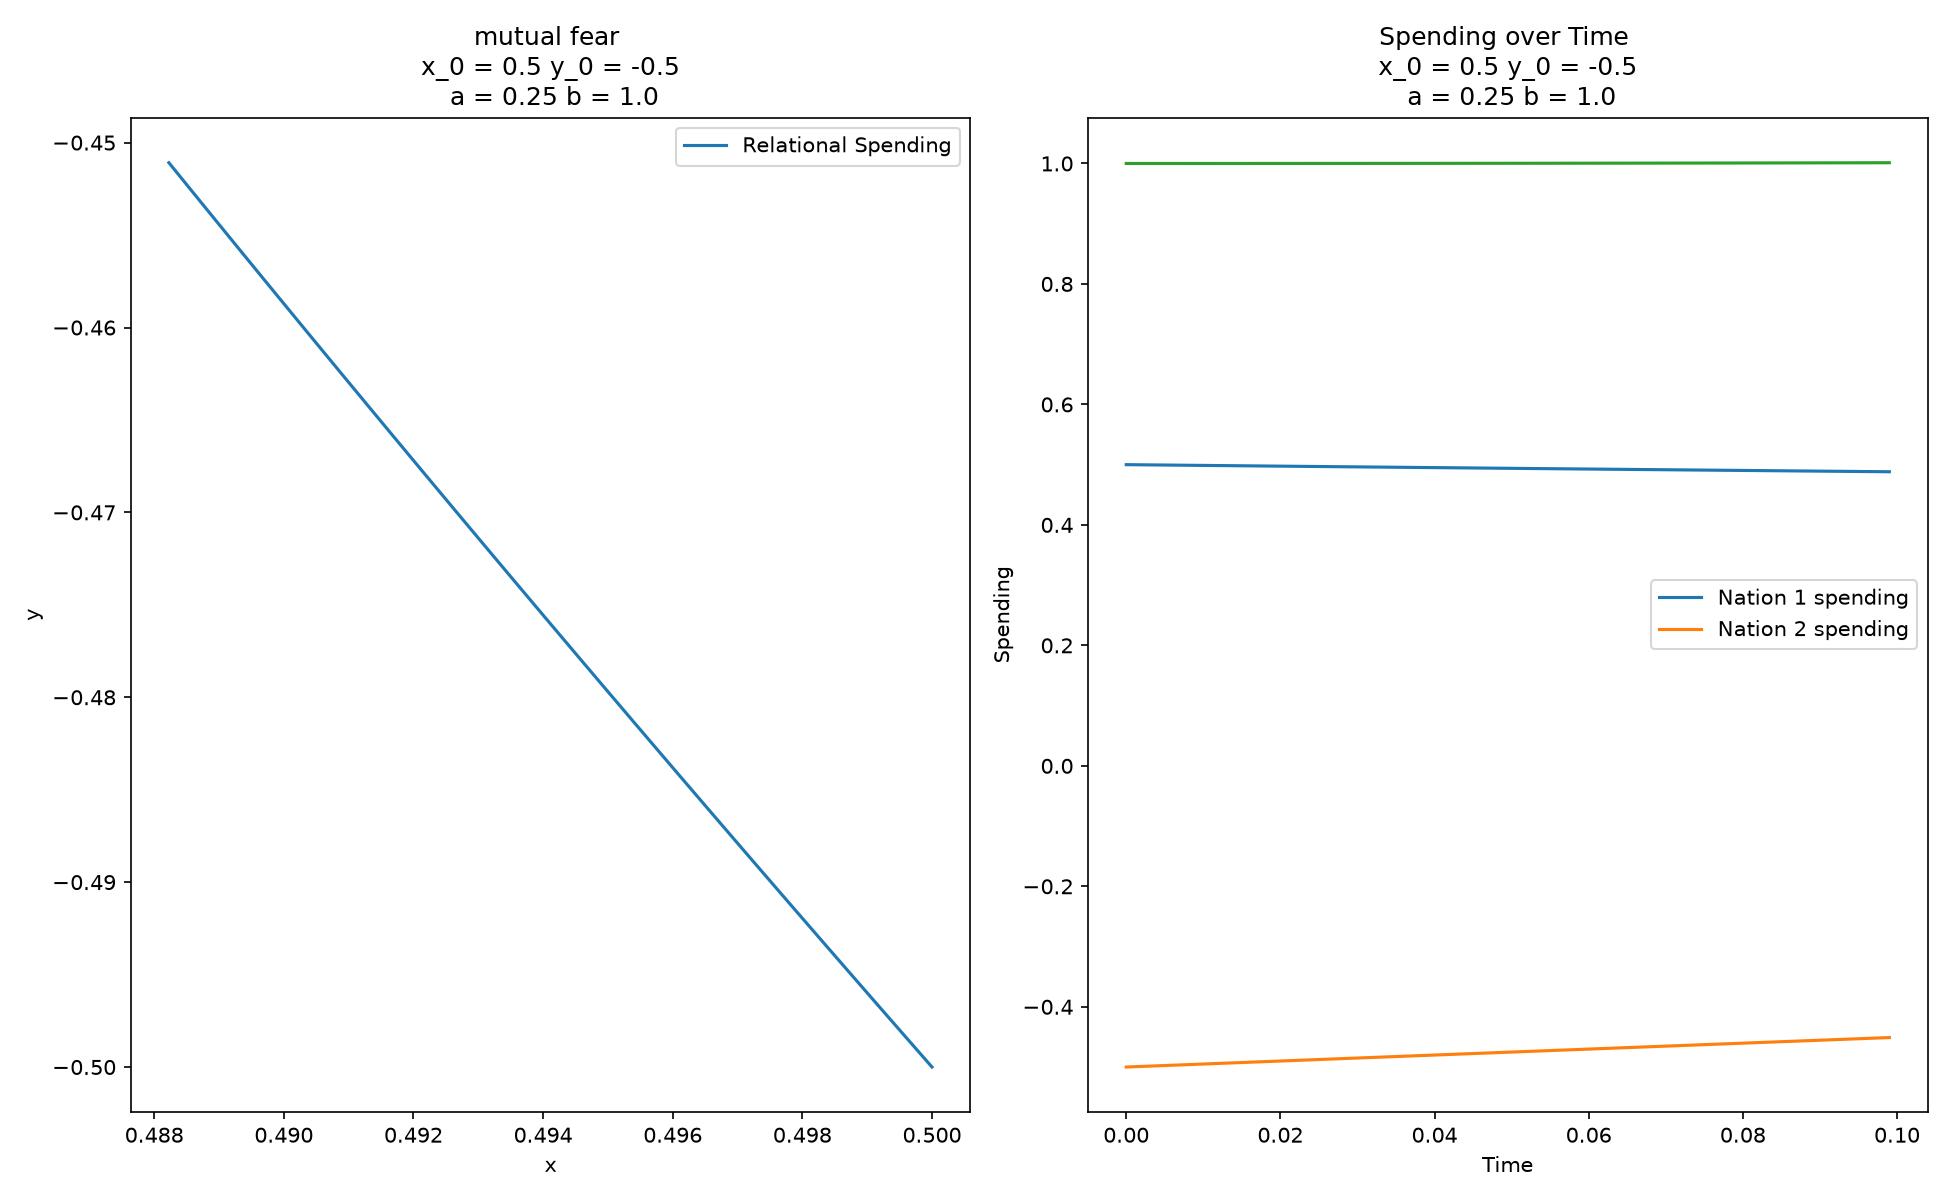 mutual fear
x_0 = 0.5 y_0 = -0.5
a = 0.25 b = 1.0
Relational Spending
−0.45
−0.46
−0.47
−0.48
−0.49
−0.50
y
0.488 0.490 0.492 0.494 0.496 0.498 0.500
x
Spending over Time
x_0 = 0.5 y_0 = -0.5
a = 0.25 b = 1.0
1.0
0.8
0.6
0.4
0.2
0.0
−0.2
−0.4
Spending
Nation 1 spending
Nation 2 spending
0.00 0.02 0.04 0.06 0.08 0.10
Time